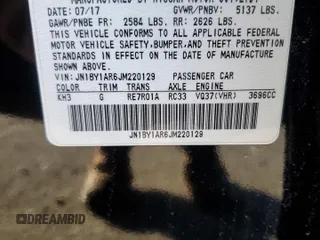 DATE: 07/17 GVWR/PNBV: 5137 LBS.
GAWR/PNBE FR: 2584 LBS. RR: 2626 LBS.
THIS VEHICLE CONFORMS TO ALL APPLICABLE FEDERAL
MOTOR VEHICLE SAFETY, BUMPER, AND THEFT PREVENTION
STANDARDS IN EFFECT ON THE DATE OF MANUFACTURE
SHOWN ABOVE.
VIN: JN1BY1AR6JM220129 PASSENGER CAR
COLOR TRIM TRANS AXLE ENGINE
KH3 G RE7R01A RC33 VQ37(VHR) 3696CC
JN1BY1AR6JM220129
© DREAMBID